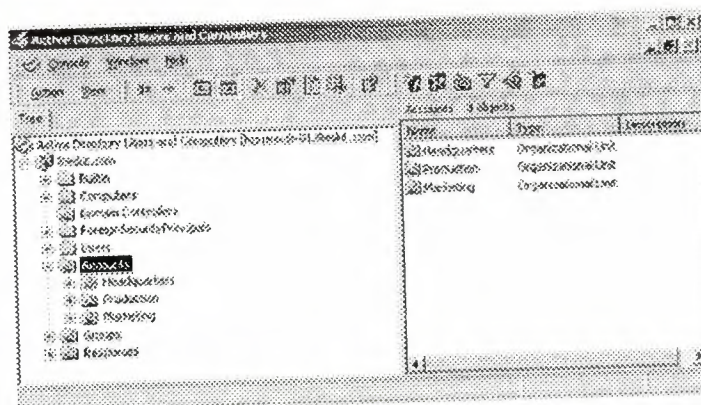 Active Directory Users and Computers
Console Window Help
Action View
Tree
Accounts 3 objects
Active Directory Users and Computers
Name Type Description
Builtin
Computers
Domain Controllers
ForeignSecurityPrincipals
Users
Accounts
Headquarters
Production
Marketing
Groups
Resources
Headquarters Organizational Unit
Production Organizational Unit
Marketing Organizational Unit